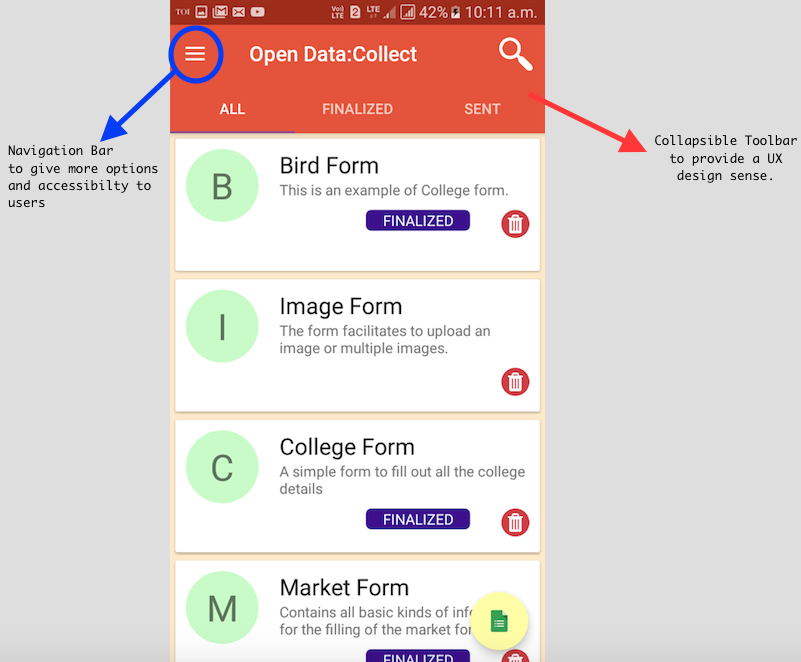 TOI
Vo)) LTE 2 LTE 42% 10:11 a.m.
Open Data:Collect
ALL FINALIZED SENT
Navigation Bar
to give more options
and accessibilty to
users
Collapsible Toolbar
to provide a UX
design sense.
B
Bird Form
This is an example of College form.
FINALIZED
I
Image Form
The form facilitates to upload an
image or multiple images.
C
College Form
A simple form to fill out all the college
details
FINALIZED
M
Market Form
Contains all basic kinds of inf
for the filling of the market fo
FINALIZED